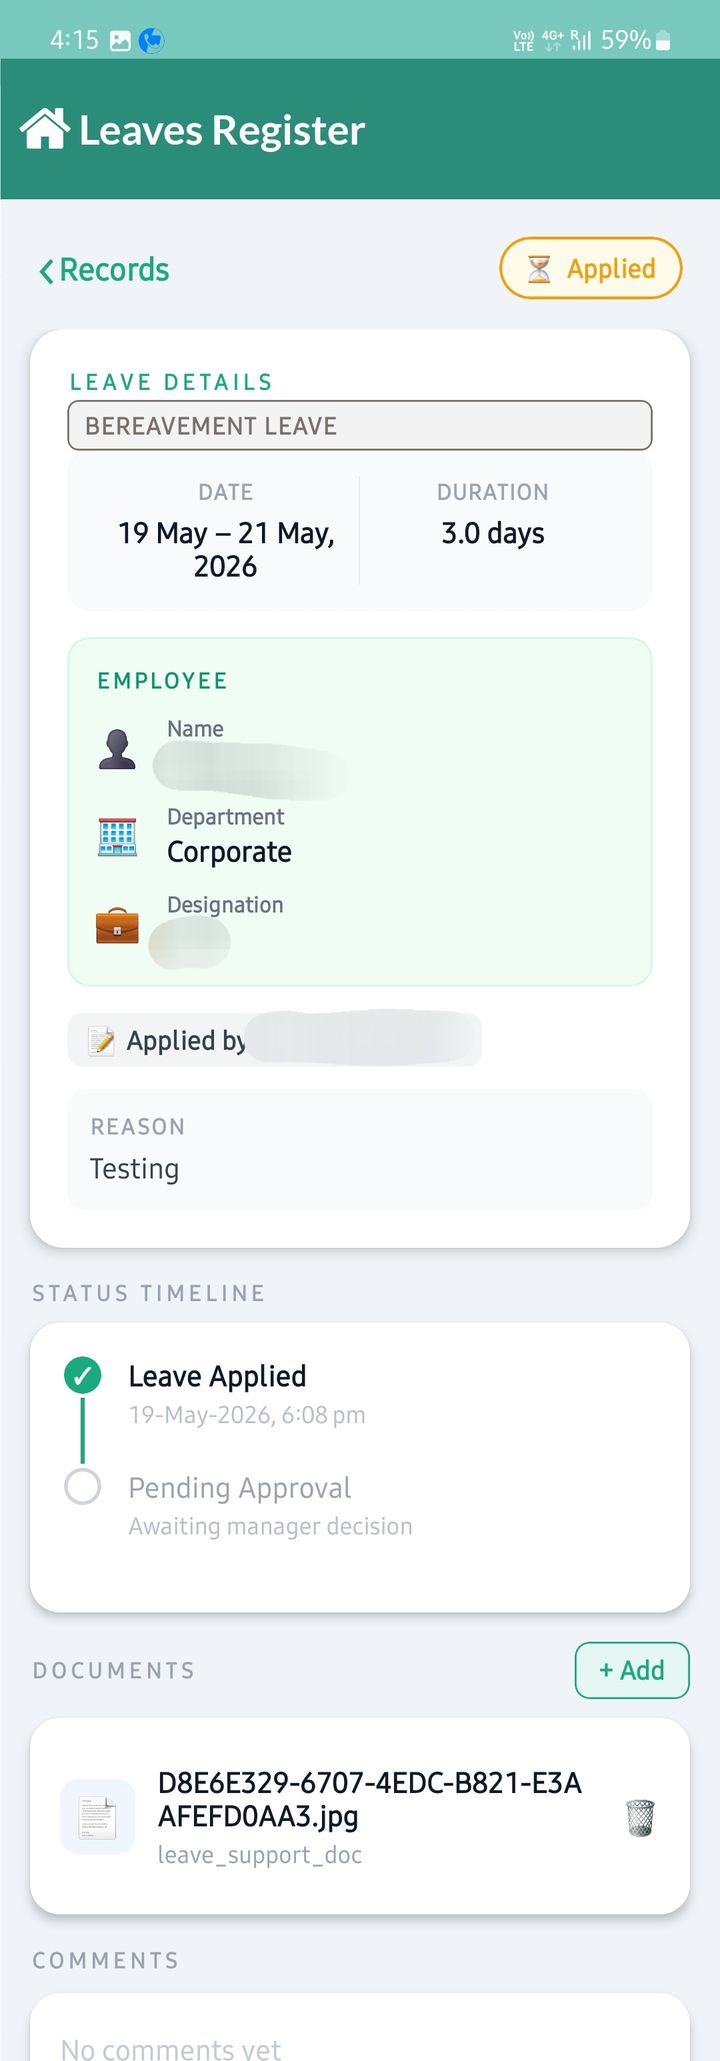 4:15 Vo)) LTE 4G+ R 59%
Leaves Register
Records
Applied
LEAVE DETAILS
BEREAVEMENT LEAVE
DATE
19 May – 21 May,
2026
DURATION
3.0 days
EMPLOYEE
Name
Department
Corporate
Designation
Applied by
REASON
Testing
STATUS TIMELINE
Leave Applied
19-May-2026, 6:08 pm
Pending Approval
Awaiting manager decision
DOCUMENTS
+ Add
D8E6E329-6707-4EDC-B821-E3A
AFEFD0AA3.jpg
leave_support_doc
COMMENTS
No comments yet